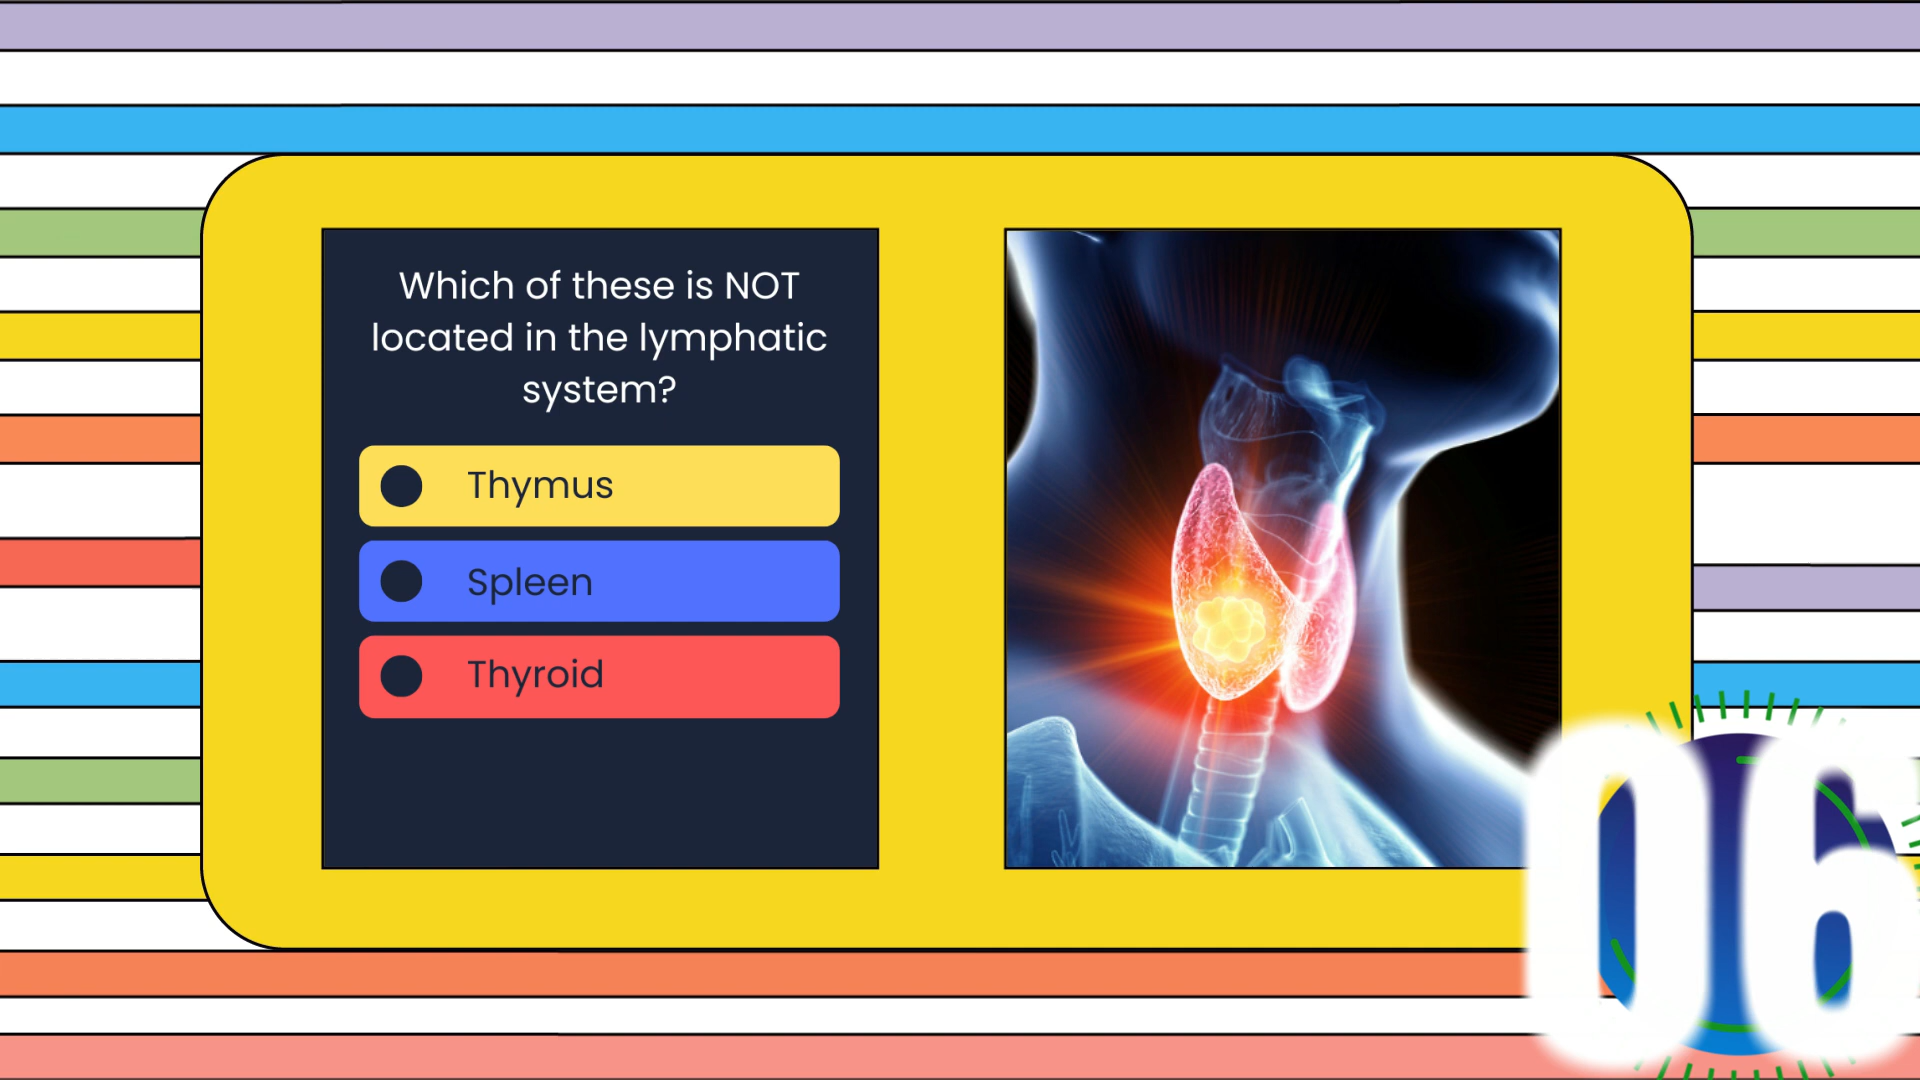 Which of these is NOT
located in the lymphatic
system?
Thymus
Spleen
Thyroid
06